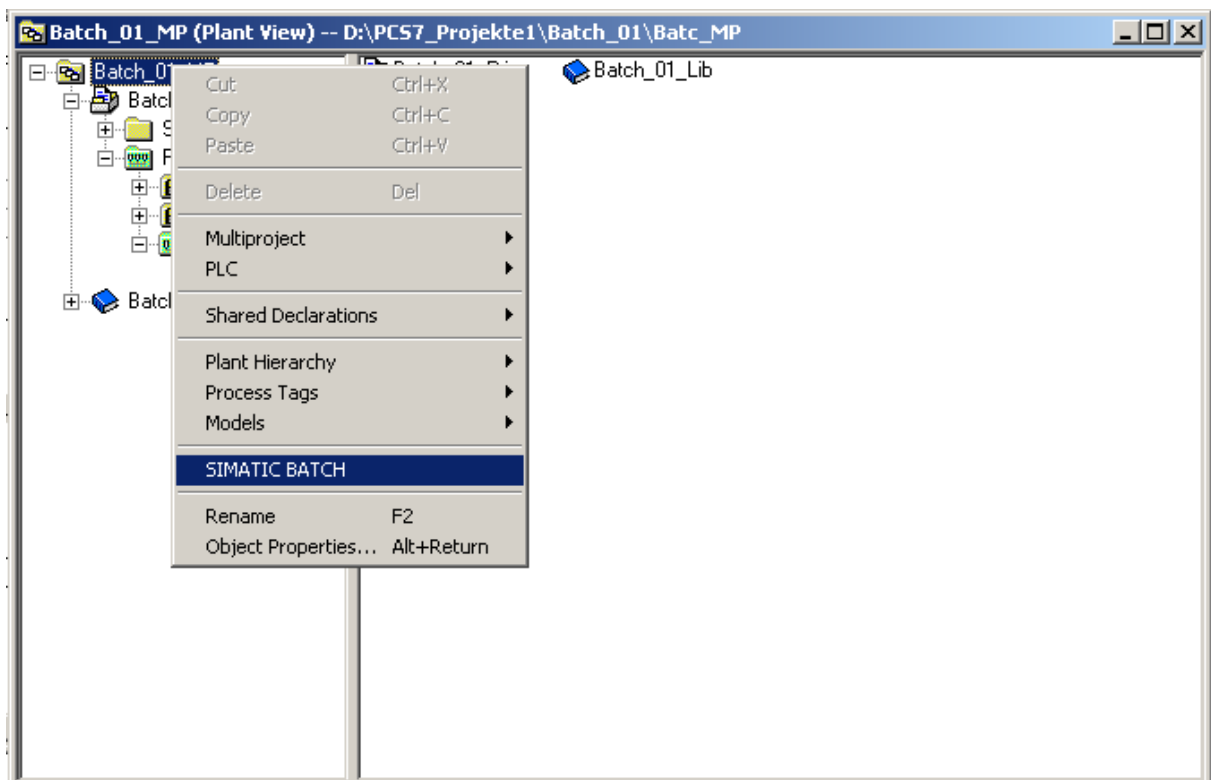 Batch_01_MP (Plant View) -- D:\PCS7_Projekte1\Batch_01\Batc_MP
Batch_01_Lib
Cut Ctrl+X
Copy Ctrl+C
Paste Ctrl+V
Delete Del
Multiproject
PLC
Shared Declarations
Plant Hierarchy
Process Tags
Models
SIMATIC BATCH
Rename F2
Object Properties... Alt+Return